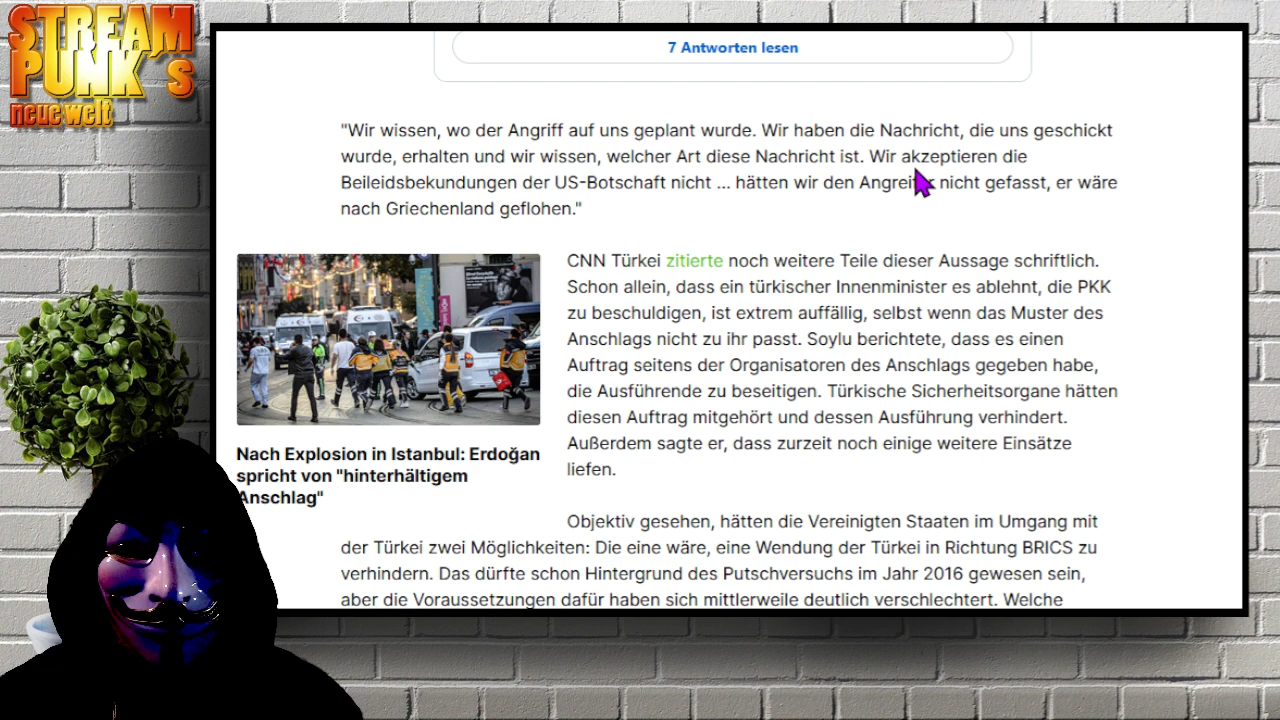 STREAM
PUNK´S
neue welt
7 Antworten lesen
"Wir wissen, wo der Angriff auf uns geplant wurde. Wir haben die Nachricht, die uns geschickt
wurde, erhalten und wir wissen, welcher Art diese Nachricht ist. Wir akzeptieren die
Beileidsbekundungen der US-Botschaft nicht ... hätten wir den Angreifer nicht gefasst, er wäre
nach Griechenland geflohen."
CNN Türkei zitierte noch weitere Teile dieser Aussage schriftlich.
Schon allein, dass ein türkischer Innenminister es ablehnt, die PKK
zu beschuldigen, ist extrem auffällig, selbst wenn das Muster des
Anschlags nicht zu ihr passt. Soylu berichtete, dass es einen
Auftrag seitens der Organisatoren des Anschlags gegeben habe,
die Ausführende zu beseitigen. Türkische Sicherheitsorgane hätten
diesen Auftrag mitgehört und dessen Ausführung verhindert.
Außerdem sagte er, dass zurzeit noch einige weitere Einsätze
liefen.
Nach Explosion in Istanbul: Erdoğan
spricht von "hinterhältigem
Anschlag"
Objektiv gesehen, hätten die Vereinigten Staaten im Umgang mit
der Türkei zwei Möglichkeiten: Die eine wäre, eine Wendung der Türkei in Richtung BRICS zu
verhindern. Das dürfte schon Hintergrund des Putschversuchs im Jahr 2016 gewesen sein,
aber die Voraussetzungen dafür haben sich mittlerweile deutlich verschlechtert. Welche